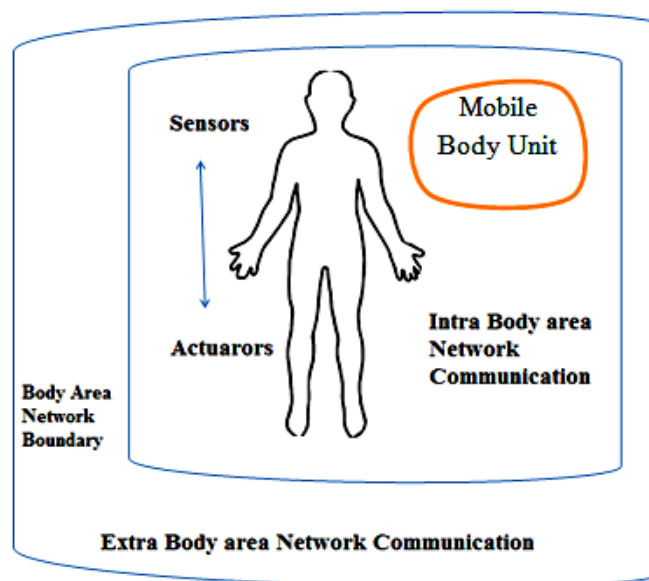 Mobile
Body Unit
Sensors
Actuarors
Intra Body area
Network
Communication
Body Area
Network
Boundary
Extra Body area Network Communication